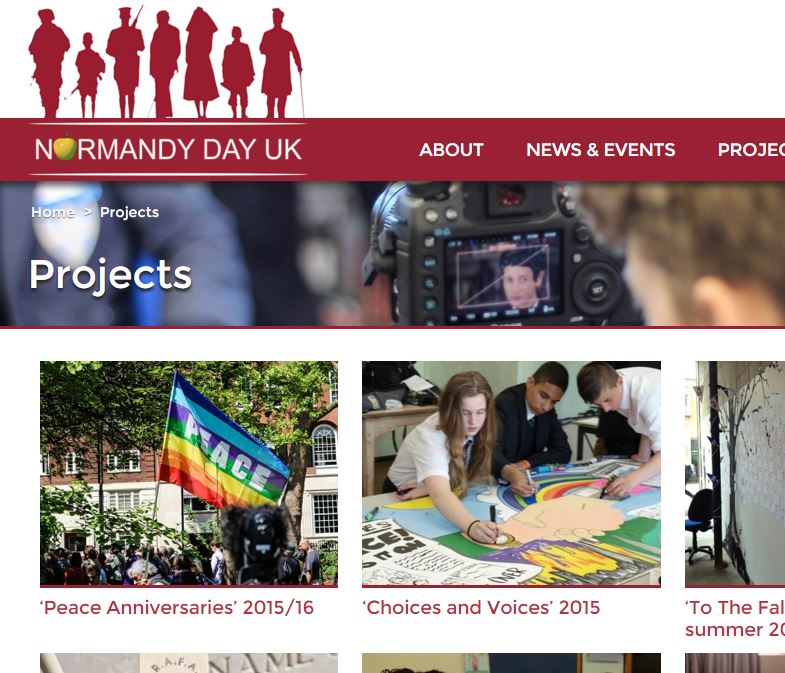 NORMANDY DAY UK
ABOUT NEWS & EVENTS PROJEC
Home > Projects
Projects
PEACE
‘Peace Anniversaries’ 2015/16
‘Choices and Voices’ 2015
‘To The Fal
summer 20
R.A.F.A.
NAME